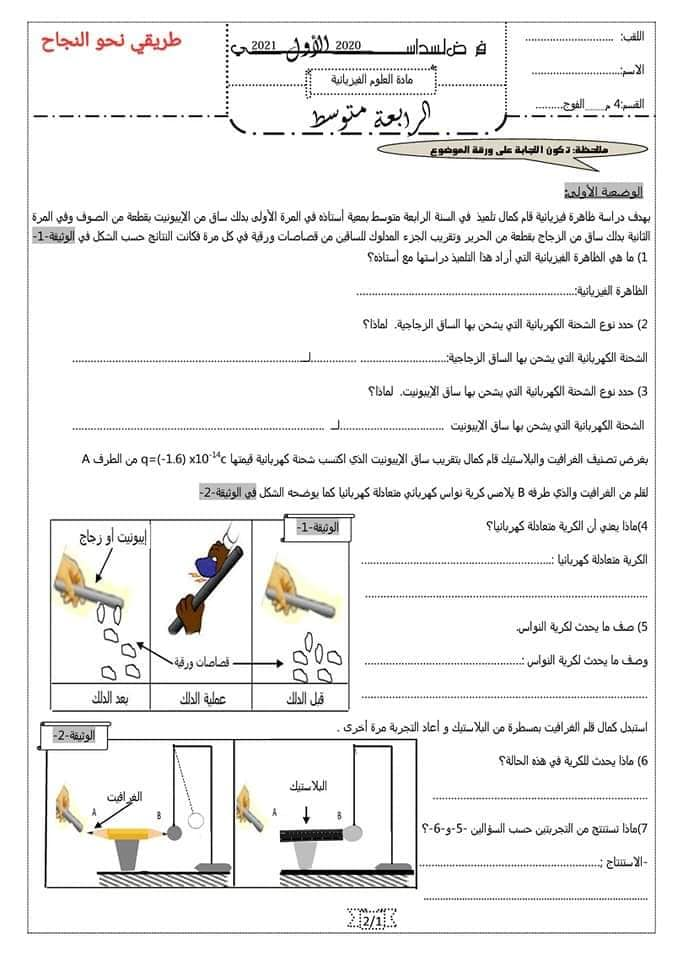 طريقي نحو النجاح
اللقب: ............................
الاسم:............................
القسم:4 م____الفوج.........
فرض السداسي الأول 2020 2021
مادة العلوم الفيزيائية
الرابعة متوسط
ملاحظة: تكون الاجابة على ورقة الموضوع
الوضعية الأولى:
بهدف دراسة ظاهرة فيزيائية قام كمال تلميذ في السنة الرابعة متوسط بمعية أستاذه في المرة الأولى بدلك ساق من الإيبونيت بقطعة من الصوف وفي المرة
الثانية بدلك ساق من الزجاج بقطعة من الحرير وتقريب الجزء المدلوك للساقين من قصاصات ورقية في كل مرة فكانت النتائج حسب الشكل في الوثيقة-1-
1) ما هي الظاهرة الفيزيائية التي أراد هذا التلميذ دراستها مع أستاذه؟
الظاهرة الفيزيائية:......................................................................
2) حدد نوع الشحنة الكهربائية التي يشحن بها الساق الزجاجية. لماذا؟
الشحنة الكهربائية التي يشحن بها الساق الزجاجية:............................ ...............لـ..........................................................................
3) حدد نوع الشحنة الكهربائية التي يشحن بها ساق الإيبونيت. لماذا؟
الشحنة الكهربائية التي يشحن بها ساق الإيبونيت .................................لـ ..................................................................................
بغرض تصنيف الغرافيت والبلاستيك قام كمال بتقريب ساق الإيبونيت الذي اكتسب شحنة كهربائية قيمتها q=(-1.6) x10⁻¹⁴c من الطرف A
لقلم من الغرافيت والذي طرفه B يلامس كرية نواس كهربائي متعادلة كهربائيا كما يوضحه الشكل في الوثيقة-2-
4)ماذا يعني أن الكرية متعادلة كهربائيا؟
الكرية متعادلة كهربائيا :..............................................................
...........................................................................................
5) صف ما يحدث لكرية النواس.
وصف ما يحدث لكرية النواس :..................................................
...........................................................................................
الوثيقة-1-
إيبونيت أو زجاج
قصاصات ورقية
بعد الدلك
عملية الدلك
قبل الدلك
استبدل كمال قلم الغرافيت بمسطرة من البلاستيك و أعاد التجربة مرة أخرى .
6) ماذا يحدث للكرية في هذه الحالة؟
.....................................................................
7)ماذا تستنتج من التجربتين حسب السؤالين -5-و-6-؟
-الاستنتاج :..........................................................
........................................................................
الوثيقة-2-
الغرافيت
A
B
البلاستيك
A
B
2/1